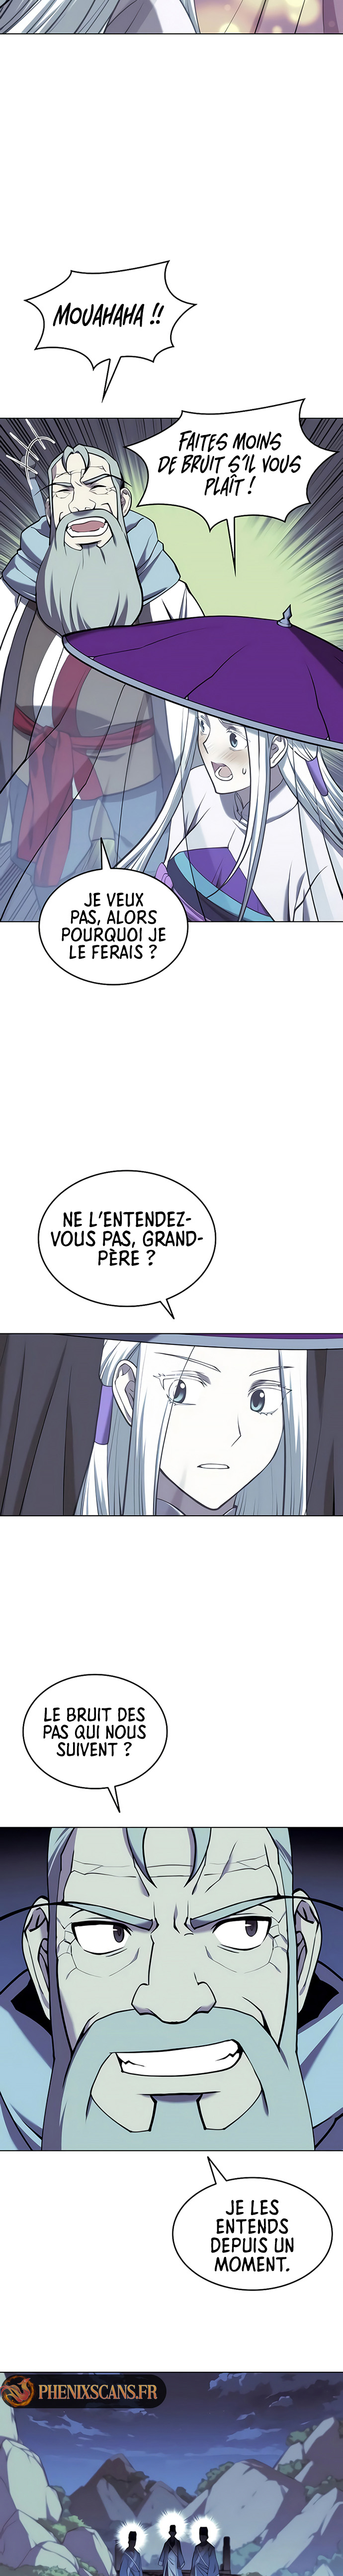 MOUAHAHA !!
FAITES MOINS
DE BRUIT S'IL VOUS
PLAÎT !
JE VEUX
PAS, ALORS
POURQUOI JE
LE FERAIS ?
NE L'ENTENDEZ-
VOUS PAS, GRAND-
PÈRE ?
LE BRUIT DES
PAS QUI NOUS
SUIVENT ?
JE LES
ENTENDS
DEPUIS UN
MOMENT.
PHENIXSCANS.FR